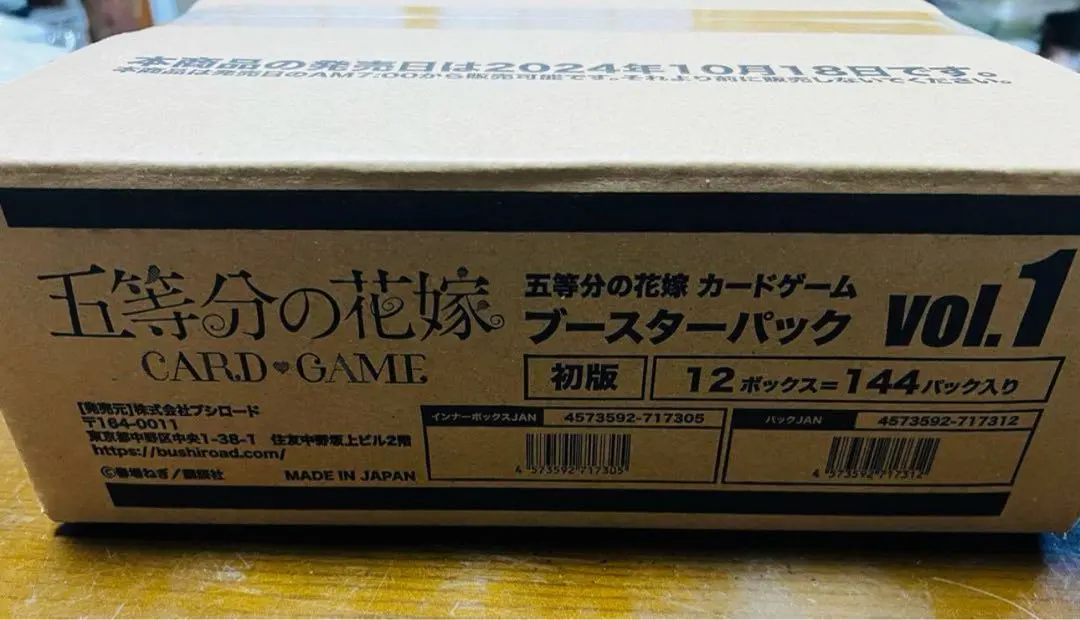 本商品の発売日は2024年10月18日です。
本商品は発売日のAM7:00から販売可能です。それより前に販売しないでください。
五等分の花嫁
CARD♥GAME
五等分の花嫁 カードゲーム
ブースターパック
vol.1
初版
12ボックス=144パック入り
[発売元]株式会社ブシロード
〒164-0011
東京都中野区中央1-38-1 住友中野坂上ビル2階
https://bushiroad.com/
©春場ねぎ/講談社
MADE IN JAPAN
インナーボックスJAN 4573592-717305
4 573592 717305
パックJAN 4573592-717312
4 573592 717312